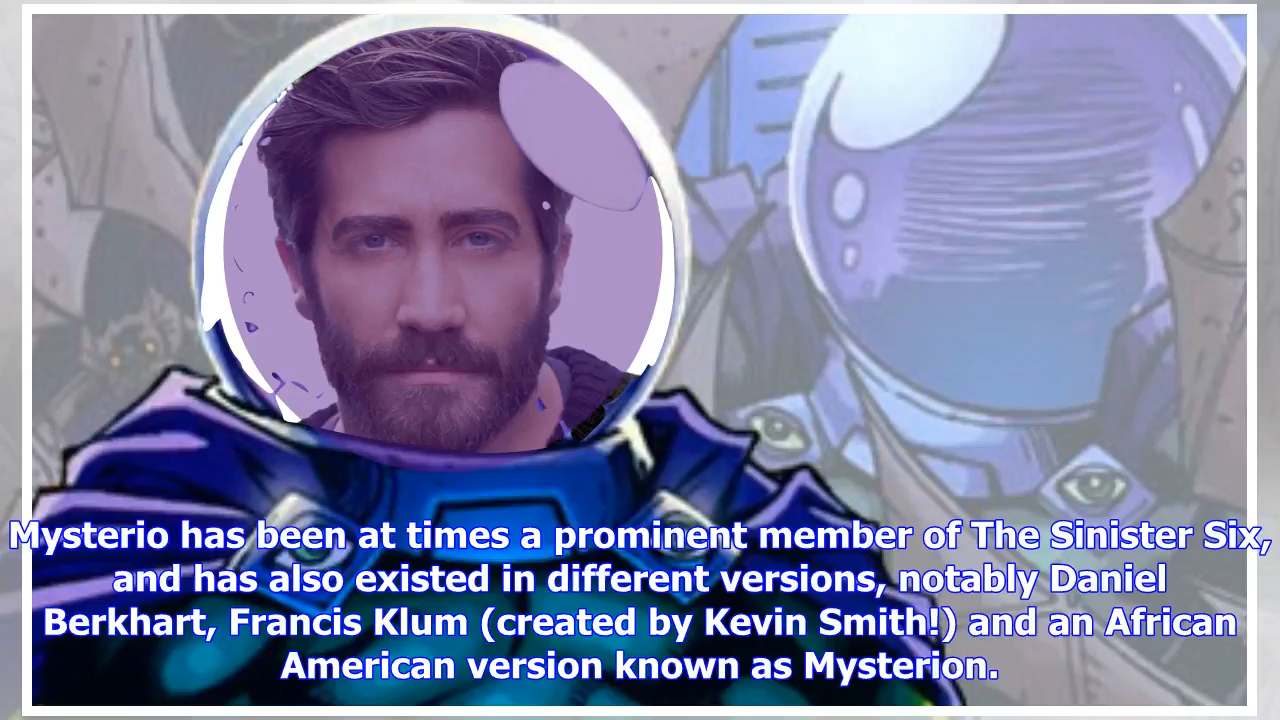 Mysterio has been at times a prominent member of The Sinister Six,
and has also existed in different versions, notably Daniel
Berkhart, Francis Klum (created by Kevin Smith!) and an African
American version known as Mysterion.